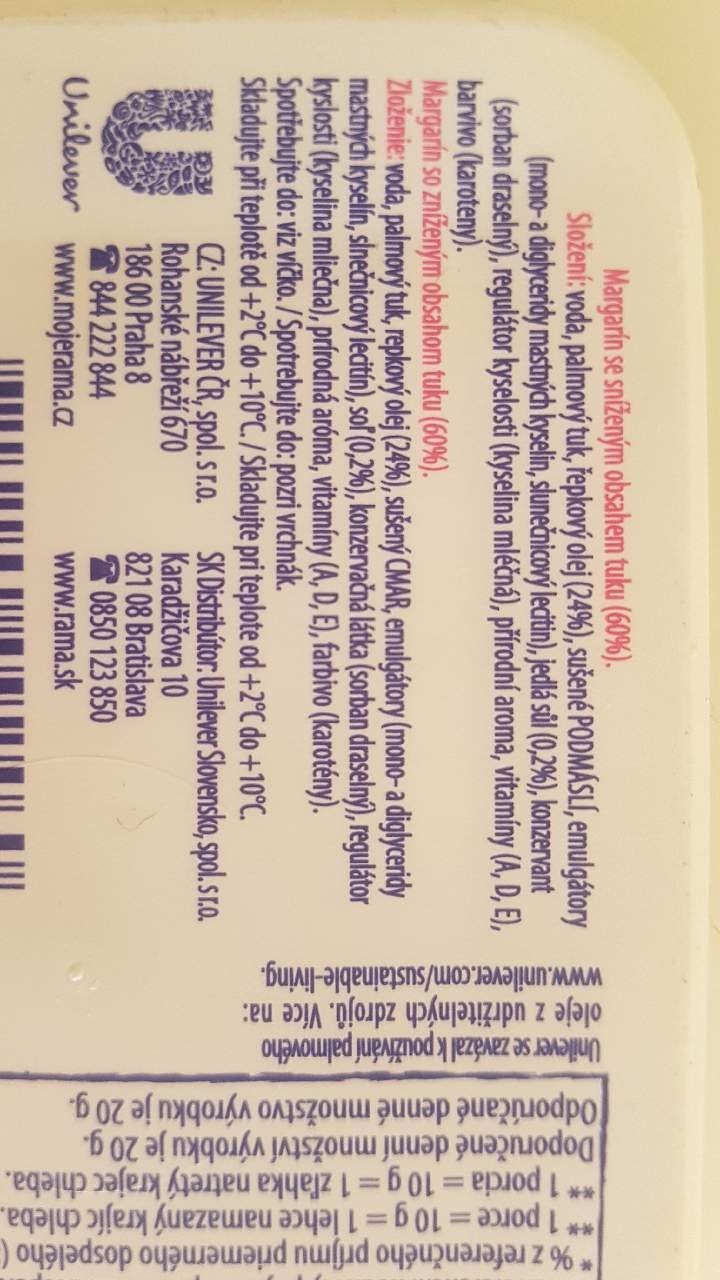 Margarín se sníženým obsahem tuku (60%).
Složení: voda, palmový tuk, řepkový olej (24%), sušené PODMÁSLÍ, emulgátory
(mono- a diglyceridy mastných kyselin, slunečnicový lecitin), jedlá sůl (0,2%), konzervant
(sorban draselný), regulátor kyselosti (kyselina mléčná), přírodní aroma, vitamíny (A, D, E),
barvivo (karoteny).
Margarín so zníženým obsahom tuku (60%).
Zloženie: voda, palmový tuk, repkový olej (24%), sušený CMAR, emulgátory (mono- a diglyceridy
mastných kyselín, slnečnicový lecitín), soľ (0,2%), konzervačná látka (sorban draselný), regulátor
kyslosti (kyselina mliečna), prírodná aróma, vitamíny (A, D, E), farbivo (karotény).
Spotřebujte do: viz víčko. / Spotrebujte do: pozri vrchnák.
Skladujte při teplotě od +2°C do +10°C. / Skladujte pri teplote od +2°C do +10°C.
CZ: UNILEVER ČR, spol. s r.o.
Rohanské nábřeží 670
186 00 Praha 8
☎ 844 222 844
www.mojerama.cz
SK Distribútor: Unilever Slovensko, spol. s r.o.
Karadžičova 10
821 08 Bratislava
☎ 0850 123 850
www.rama.sk
Unilever
Unilever se zavázal k používání palmového
oleje z udržitelných zdrojů. Více na:
www.unilever.com/sustainable-living.
* % z referenčného príjmu priemerného dospelého (
** 1 porce = 10 g = 1 lehce namazaný krajíc chleba.
** 1 porcia = 10 g = 1 zľahka natretý krajec chleba.
Doporučené denní množství výrobku je 20 g.
Odporúčané denné množstvo výrobku je 20 g.